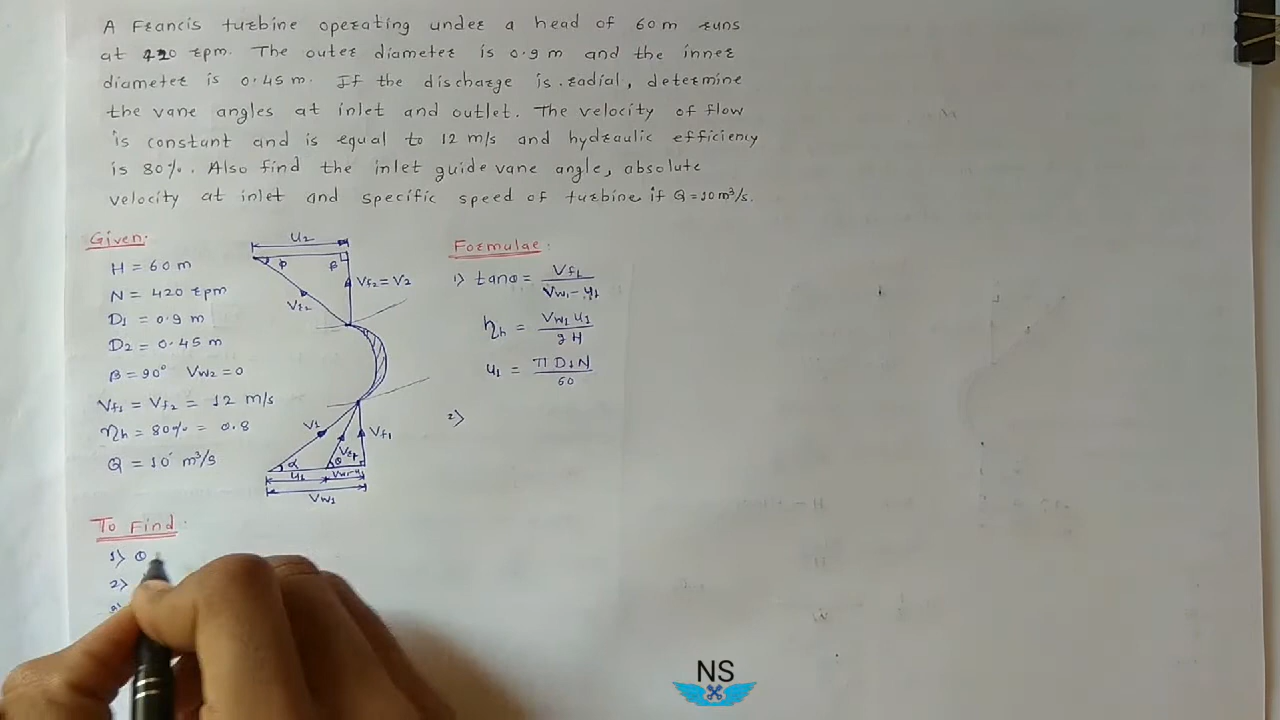 A Francis turbine operating under a head of 60 m runs
at 420 rpm. The outer diameter is 0.9 m and the inner
diameter is 0.45 m. If the discharge is radial, determine
the vane angles at inlet and outlet. The velocity of flow
is constant and is equal to 12 m/s and hydraulic efficiency
is 80%. Also find the inlet guide vane angle, absolute
velocity at inlet and specific speed of turbine if Q = 10 m³/s.
Given:
H = 60 m
N = 420 rpm
D1 = 0.9 m
D2 = 0.45 m
β = 90° Vw2 = 0
Vf1 = Vf2 = 12 m/s
ηh = 80% = 0.8
Q = 10 m³/s
To Find:
1) θ
2)
3)
u2
φ β
Vf2 = V2
Vr2
V1
Vf1
Vr1
α θ
u1 Vw-u
Vw1
Formulae:
1) tanθ = Vf1 / Vw1 - u1
ηh = Vw1 u1 / g H
u1 = π D1 N / 60
2)
NS